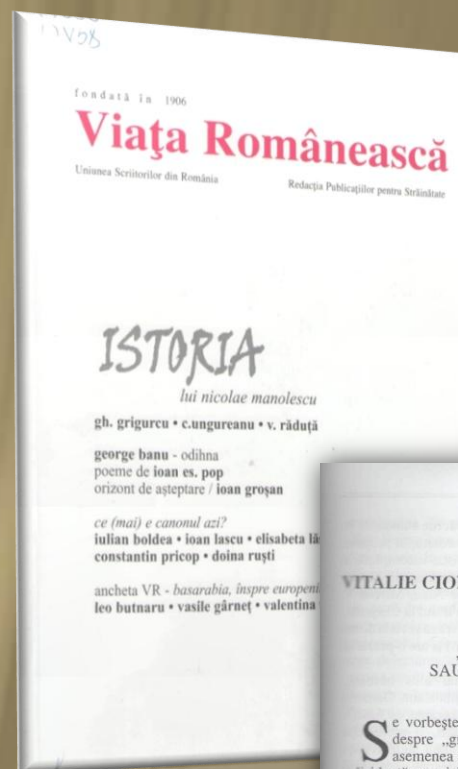 fondată în 1906
Viaţa Românească
Uniunea Scriitorilor din România
Redacţia Publicaţiilor pentru Străinătate
ISTORIA
lui nicolae manolescu
gh. grigurcu • c.ungureanu • v. răduţă
george banu - odihna
poeme de ioan es. pop
orizont de aşteptare / ioan groşan
ce (mai) e canonul azi?
iulian boldea • ioan lascu • elisabeta
constantin pricop • doina ruşti
ancheta VR - basarabia, înspre
leo butnaru • vasile gârneţ • valentina
VITALIE
SAU
Se vorbeşte
despre
asemenea